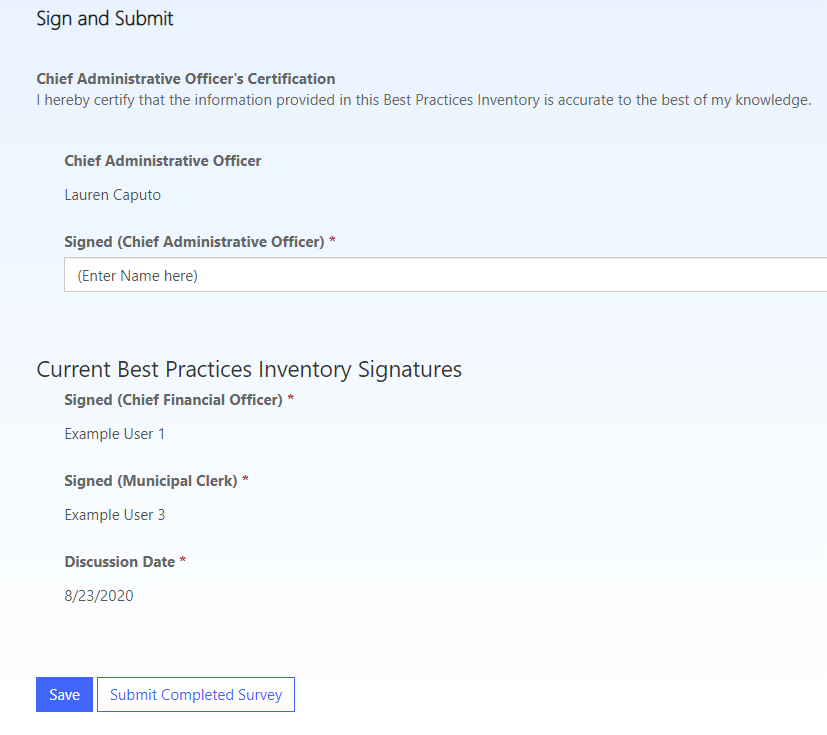 Sign and Submit
Chief Administrative Officer's Certification
I hereby certify that the information provided in this Best Practices Inventory is accurate to the best of my knowledge.
Chief Administrative Officer
Lauren Caputo
Signed (Chief Administrative Officer) *
(Enter Name here)
Current Best Practices Inventory Signatures
Signed (Chief Financial Officer) *
Example User 1
Signed (Municipal Clerk) *
Example User 3
Discussion Date *
8/23/2020
Save Submit Completed Survey